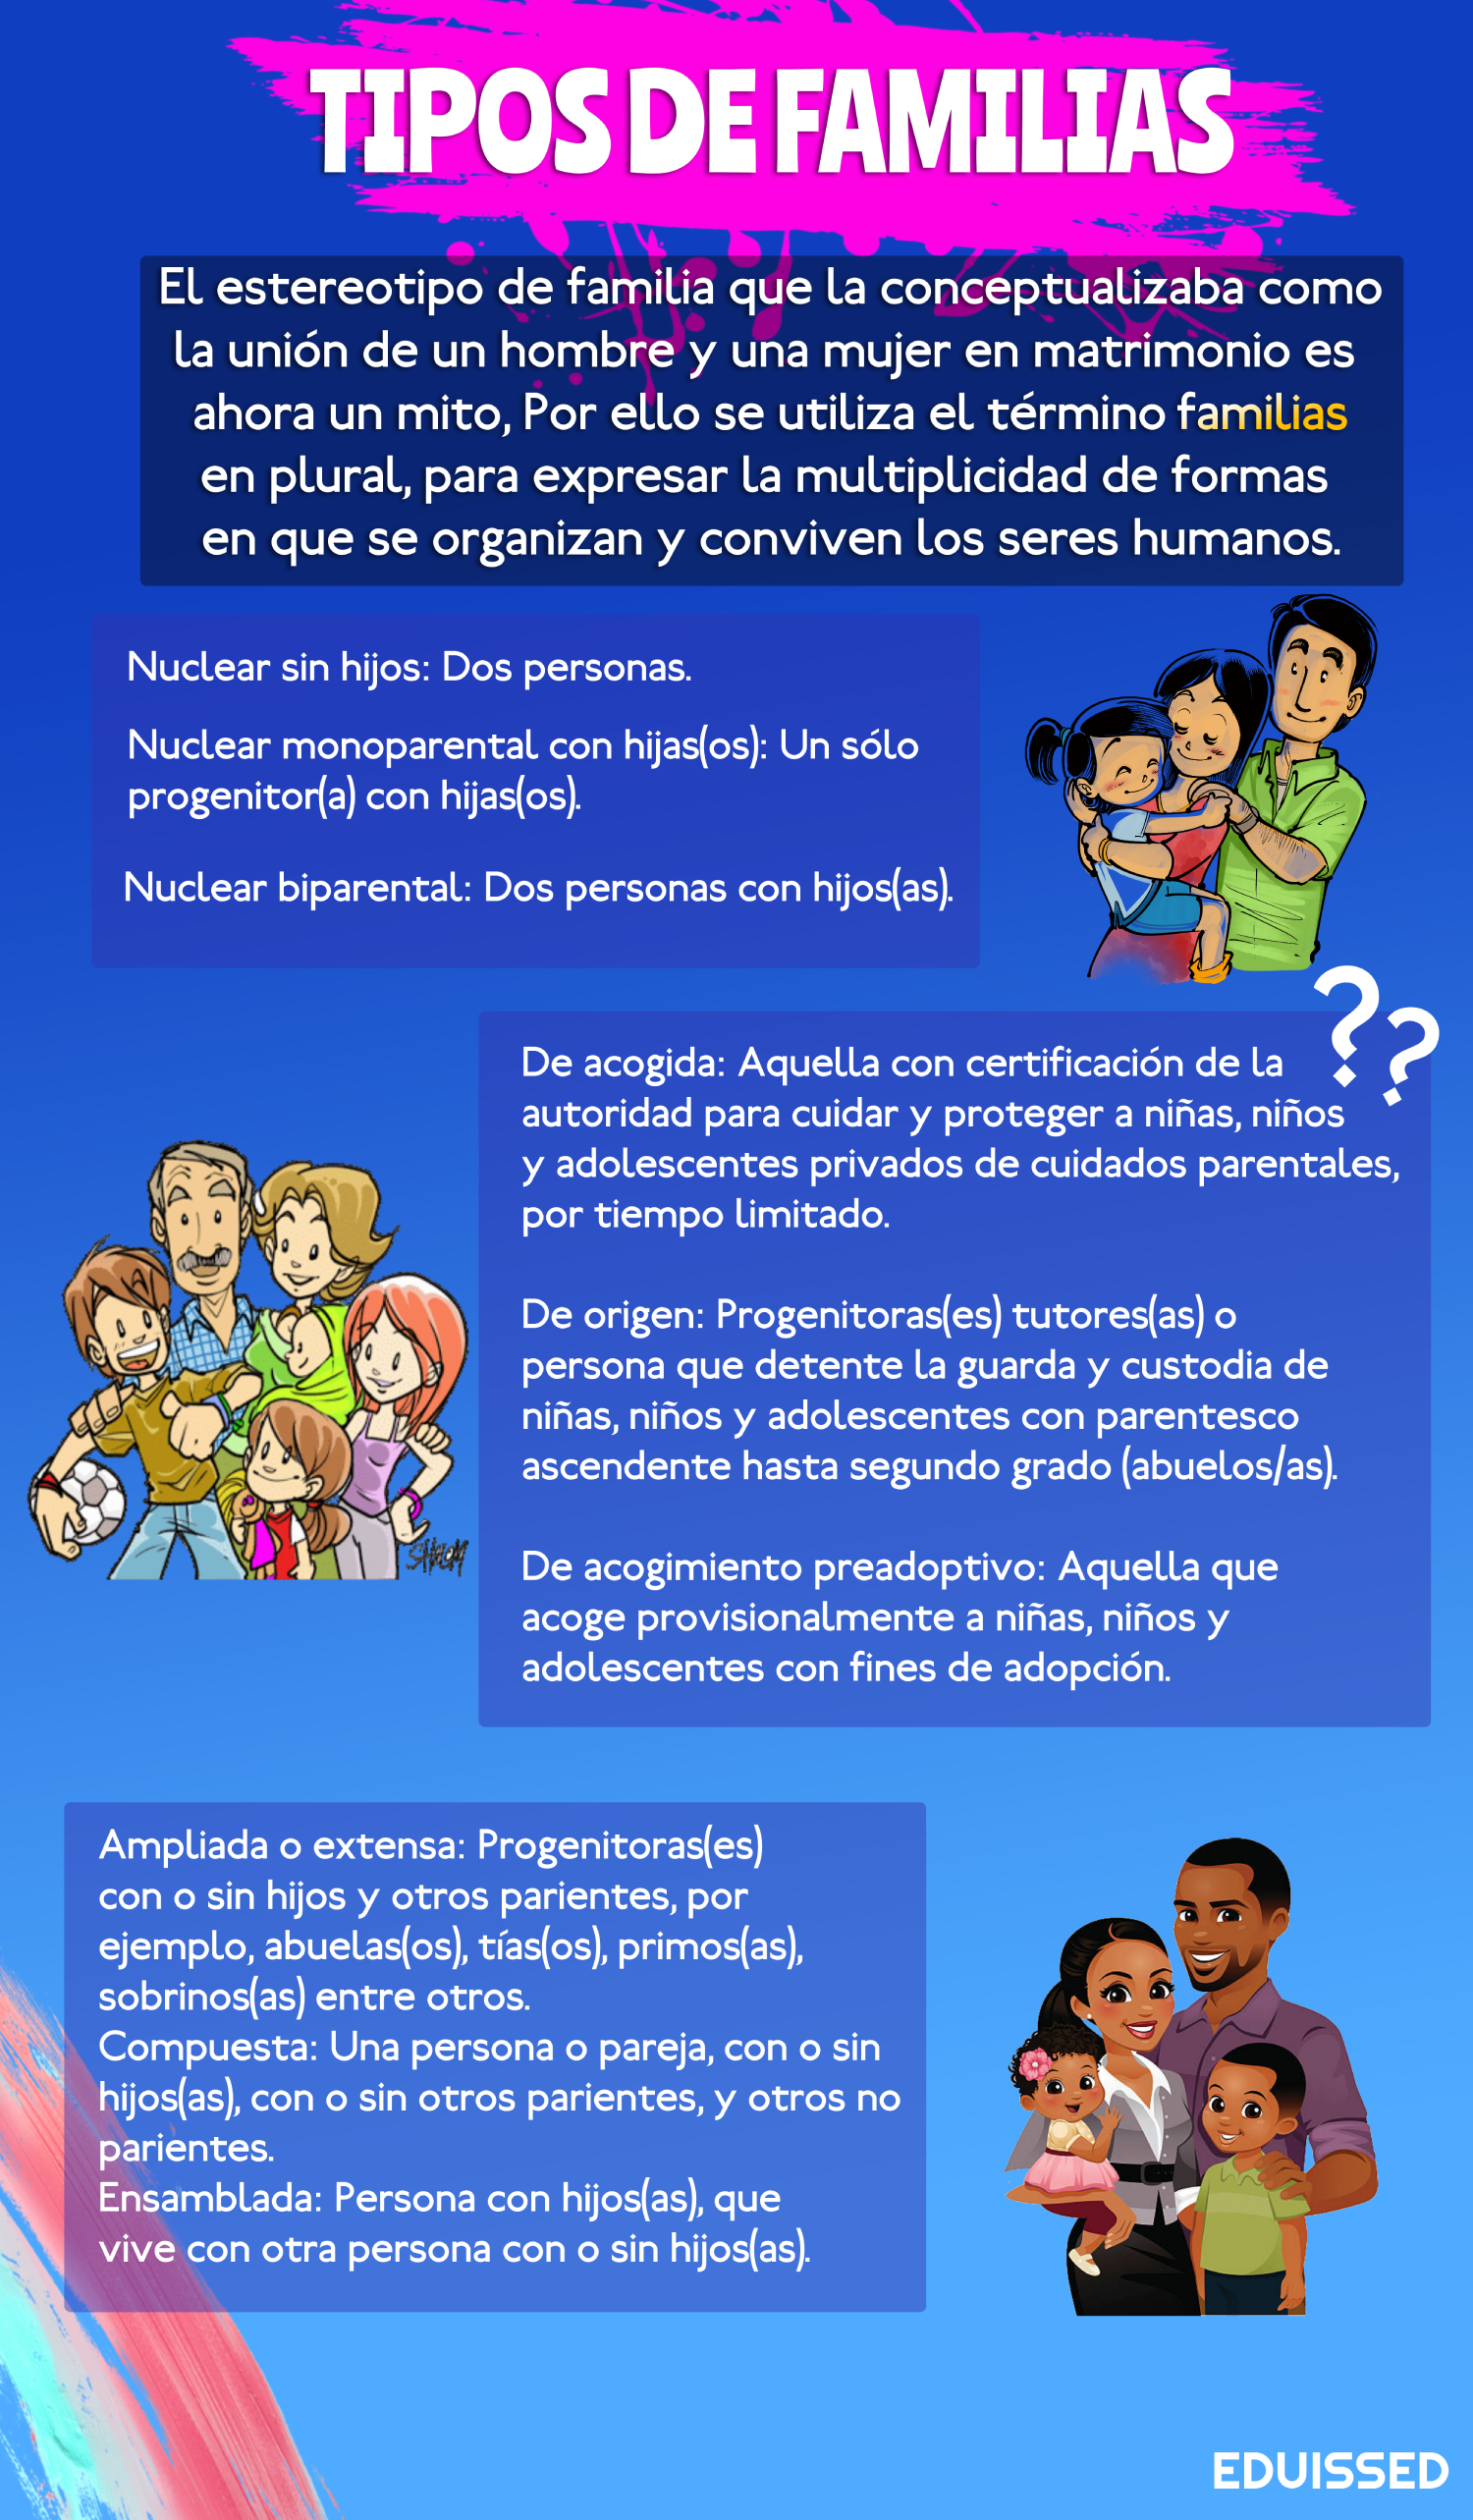 TIPOS DE FAMILIAS
El estereotipo de familia que la conceptualizaba como
la unión de un hombre y una mujer en matrimonio es
ahora un mito, Por ello se utiliza el término familias
en plural, para expresar la multiplicidad de formas
en que se organizan y conviven los seres humanos.
Nuclear sin hijos: Dos personas.
Nuclear monoparental con hijas(os): Un sólo
progenitor(a) con hijas(os).
Nuclear biparental: Dos personas con hijos(as).
??
De acogida: Aquella con certificación de la
autoridad para cuidar y proteger a niñas, niños
y adolescentes privados de cuidados parentales,
por tiempo limitado.
De origen: Progenitoras(es) tutores(as) o
persona que detente la guarda y custodia de
niñas, niños y adolescentes con parentesco
ascendente hasta segundo grado (abuelos/as).
De acogimiento preadoptivo: Aquella que
acoge provisionalmente a niñas, niños y
adolescentes con fines de adopción.
Ampliada o extensa: Progenitoras(es)
con o sin hijos y otros parientes, por
ejemplo, abuelas(os), tías(os), primos(as),
sobrinos(as) entre otros.
Compuesta: Una persona o pareja, con o sin
hijos(as), con o sin otros parientes, y otros no
parientes.
Ensamblada: Persona con hijos(as), que
vive con otra persona con o sin hijos(as).
EDUISSED